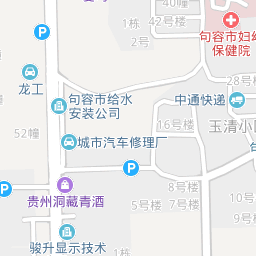 1栋
2号
40幢
42号楼
句容市妇幼
保健院
龙工
28号楼
句容市给水
安装公司
中通快递
52幢
16号楼
玉清小区
城市汽车修理厂
P
8号楼
9号楼
贵州洞藏青酒
5号楼
7号楼
6号楼
骏升显示技术